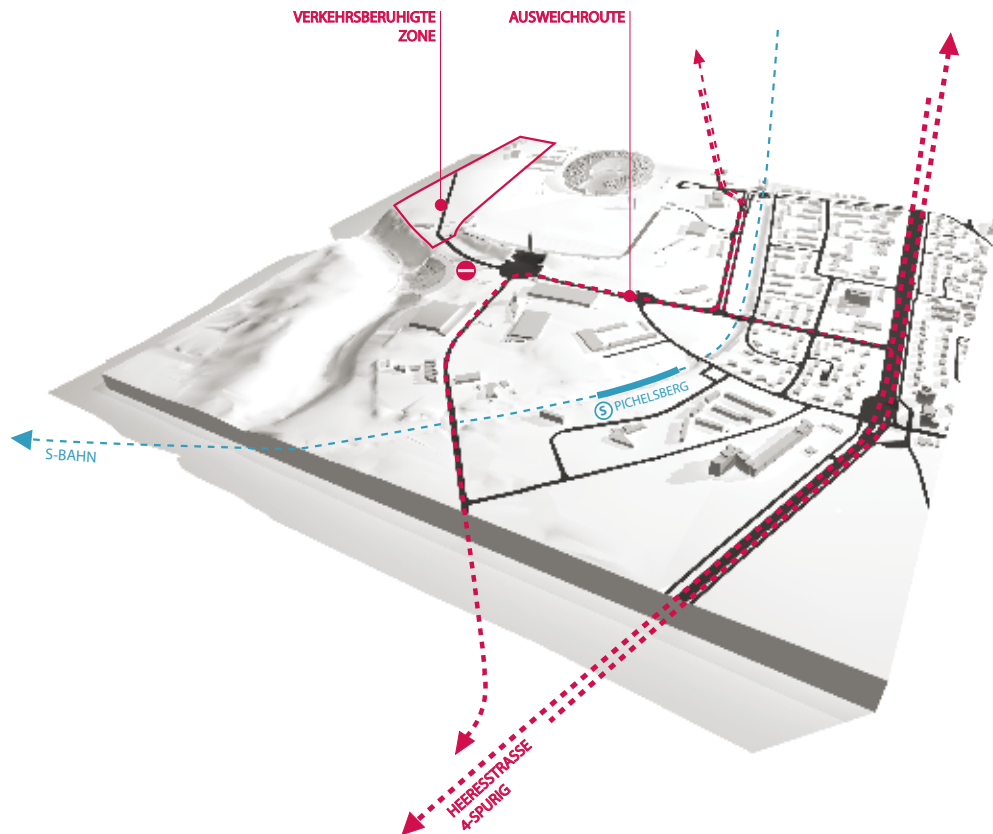 VERKEHRSBERUHIGTE
ZONE
AUSWEICHROUTE
S PICHELSBERG
S-BAHN
HEERESSTRASSE
4-SPURIG